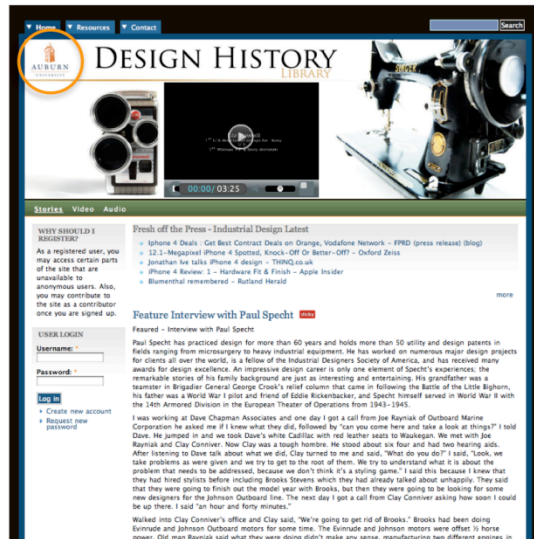 Home Resources Contact Search
AUBURN
UNIVERSITY
DESIGN HISTORY
LIBRARY
SINGER
00:00/ 03:25
Stories Video Audio
WHY SHOULD I
REGISTER?
As a registered user, you
may access certain parts
of the site that are
unavailable to
anonymous users. Also,
you may contribute to
the site as a contributor
once you are signed up.
USER LOGIN
Username: *
Password: *
Log in
Create new account
Request new
password
Fresh off the Press - Industrial Design Latest
Iphone 4 Deals : Get Best Contract Deals on Orange, Vodafone Network - FPRD (press release) (blog)
12.1-Megapixel iPhone 4 Spotted, Knock-Off Or Better-Off? - Oxford Zeiss
Jonathan Ive talks iPhone 4 design - THINQ.co.uk
iPhone 4 Review: 1 - Hardware Fit & Finish - Apple Insider
Blumenthal remembered - Rutland Herald
more
Feature Interview with Paul Specht sticky
Feaured - Interview with Paul Specht
Paul Specht has practiced design for more than 60 years and holds more than 50 utility and design patents in
fields ranging from microsurgery to heavy industrial equipment. He has worked on numerous major design projects
for clients all over the world, is a fellow of the Industrial Designers Society of America, and has received many
awards for design excellence. An impressive design career is only one element of Specht's experiences; the
remarkable stories of his family background are just as interesting and entertaining. His grandfather was a
teamster in Brigadier General George Crook's relief column that came in following the Battle of the Little Bighorn,
his father was a World War I pilot and friend of Eddie Rickenbacker, and Specht himself served in World War II with
the 14th Armored Division in the European Theater of Operations from 1943-1945.
I was working at Dave Chapman Associates and one day I got a call from Joe Rayniak of Outboard Marine
Corporation he asked me if I knew what they did, followed by "can you come here and take a look at things?" I told
Dave. He jumped in and we took Dave's white Cadillac with red leather seats to Waukegan. We met with Joe
Rayniak and Clay Conniver. Now Clay was a tough hombre. He stood about six four and had two hearing aids.
After listening to Dave talk about what we did, Clay turned to me and said, "What do you do?" I said, "Look, we
take problems as were given and we try to get to the root of them. We try to understand what it is about the
problem that needs to be addressed, because we don't think it's a styling game." I said this because I knew that
they had hired stylists before including Brooks Stevens which they had already talked about unhappily. They said
that they were going to finish out the model year with Brooks, but then they were going to be looking for some
new designers for the Johnson Outboard line. The next day I got a call from Clay Conniver asking how soon I could
be up there. I said "an hour and forty minutes."
Walked into Clay Conniver's office and Clay said, "We're going to get rid of Brooks." Brooks had been doing
Evinrude and Johnson Outboard motors for some time. The Evinrude and Johnson motors were offset ½ horse
power. Old man Rayniak said what they were doing didn't make any sense, manufacturing two different engines in